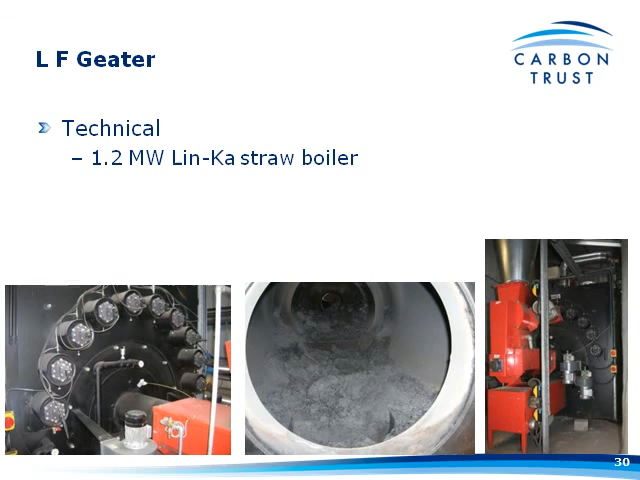 L F Geater
CARBON
TRUST
Technical
– 1.2 MW Lin-Ka straw boiler
30